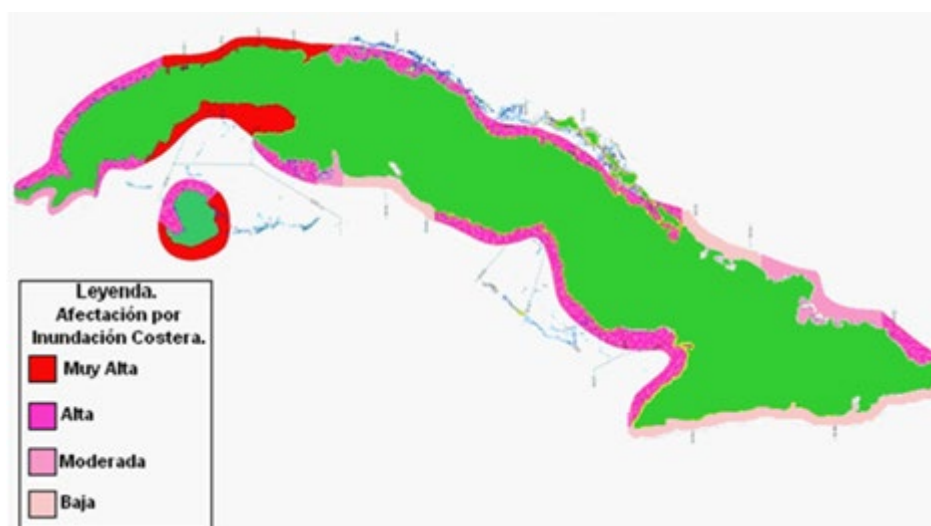 Leyenda.
Afectación por
Inundación Costera.
Muy Alta
Alta
Moderada
Baja